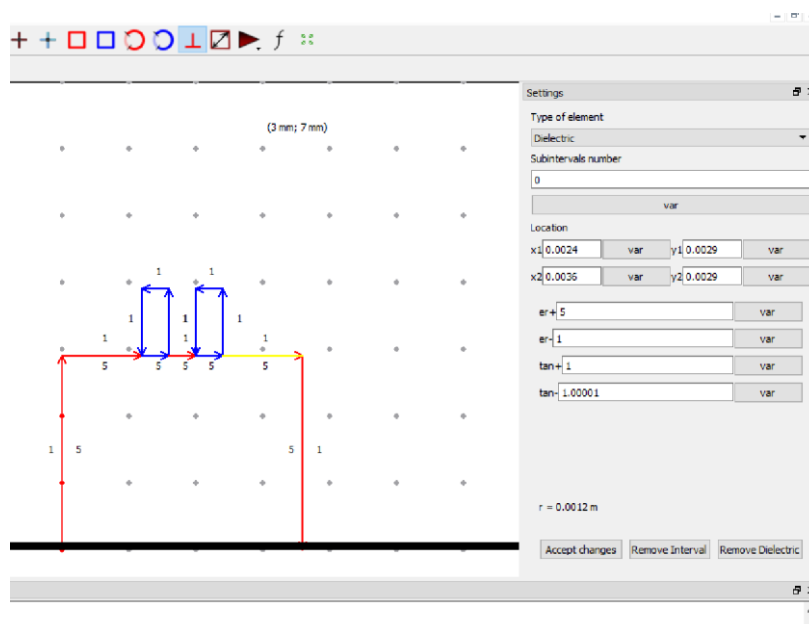 f
(3 mm; 7 mm)
1 1
1 1 1
1 1 1
5 5 5 5
1 5 5 1
Settings
Type of element
Dielectric
Subintervals number
0
var
Location
x1 0.0024 var y1 0.0029 var
x2 0.0036 var y2 0.0029 var
er+ 5 var
er- 1 var
tan+ 1 var
tan- 1.00001 var
r = 0.0012 m
Accept changes Remove Interval Remove Dielectric